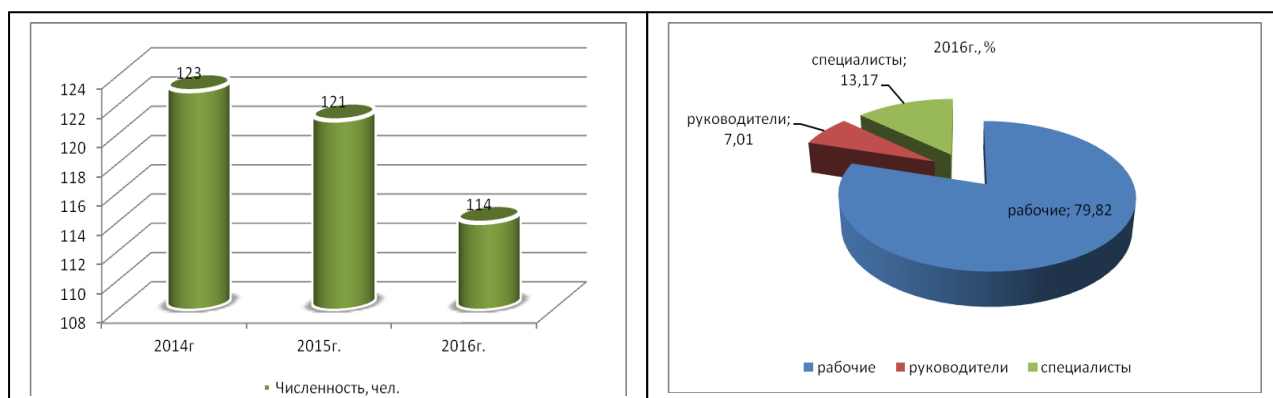 124
122
120
118
116
114
112
110
108
123
121
114
2014г
2015г.
2016г.
Численность, чел.
2016г., %
специалисты;
13,17
руководители;
7,01
рабочие; 79,82
рабочие
руководители
специалисты